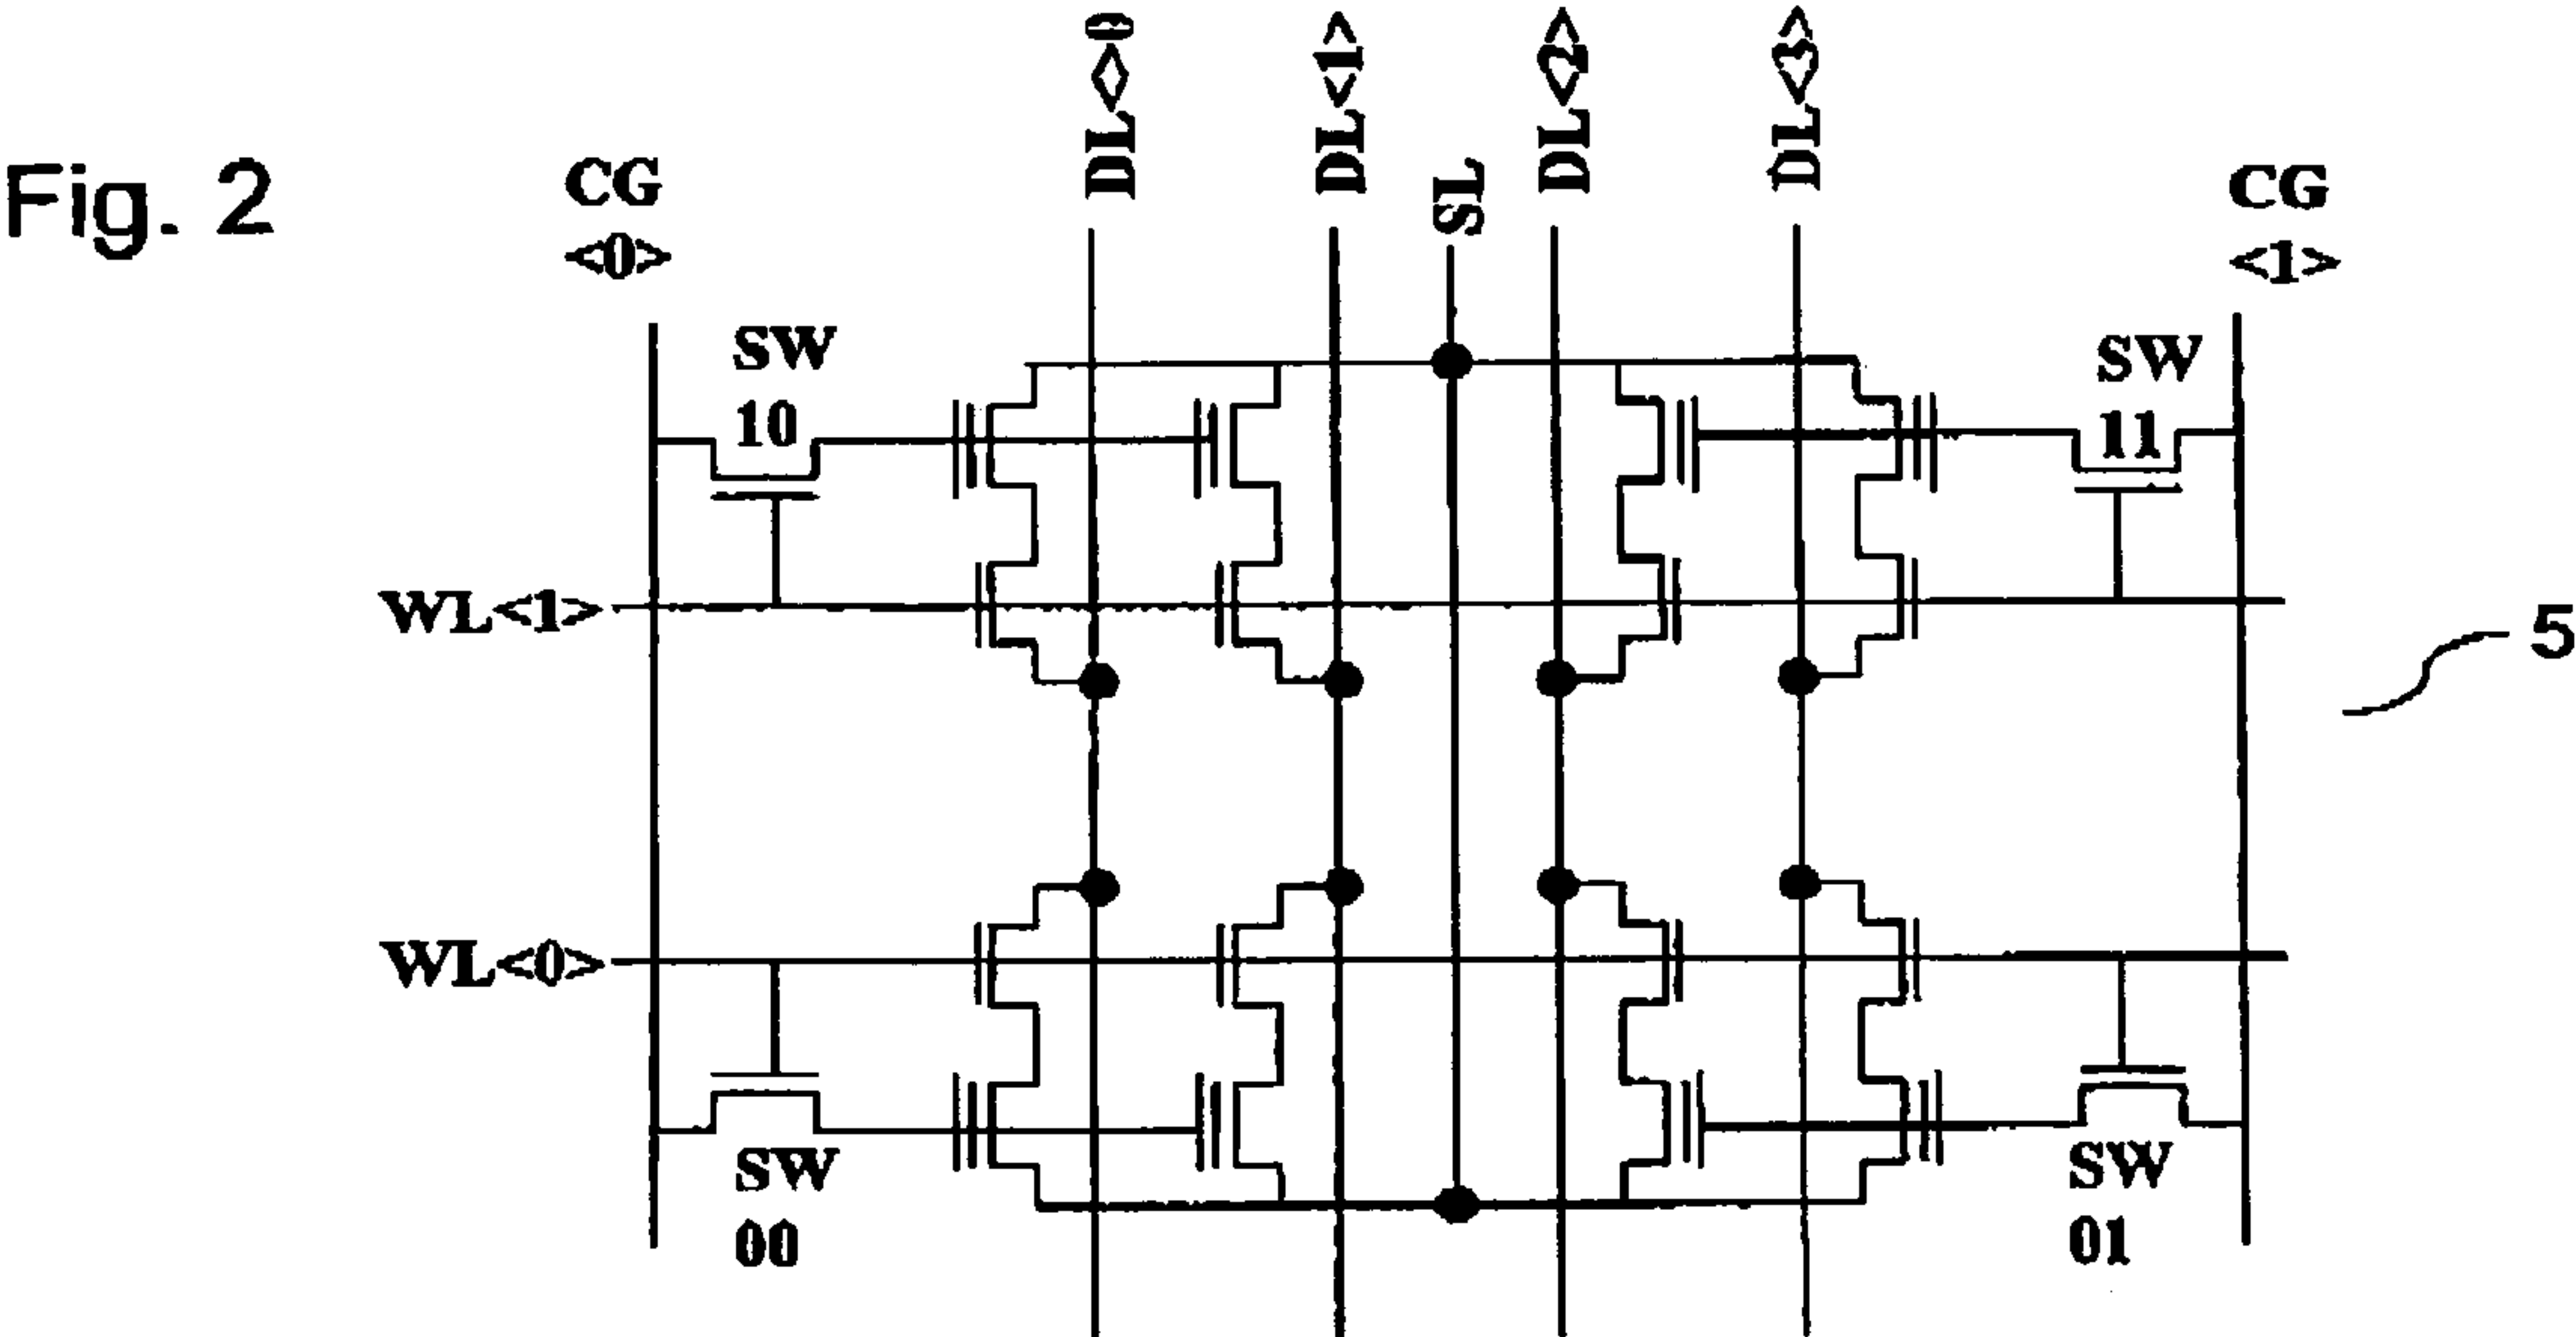 Fig. 2
CG
<0>
DL<>0
DL<1>
SL
DL<2>
DL<3>
CG
<1>
SW
10
SW
11
WL<1>
5
WL<0>
SW
00
SW
01